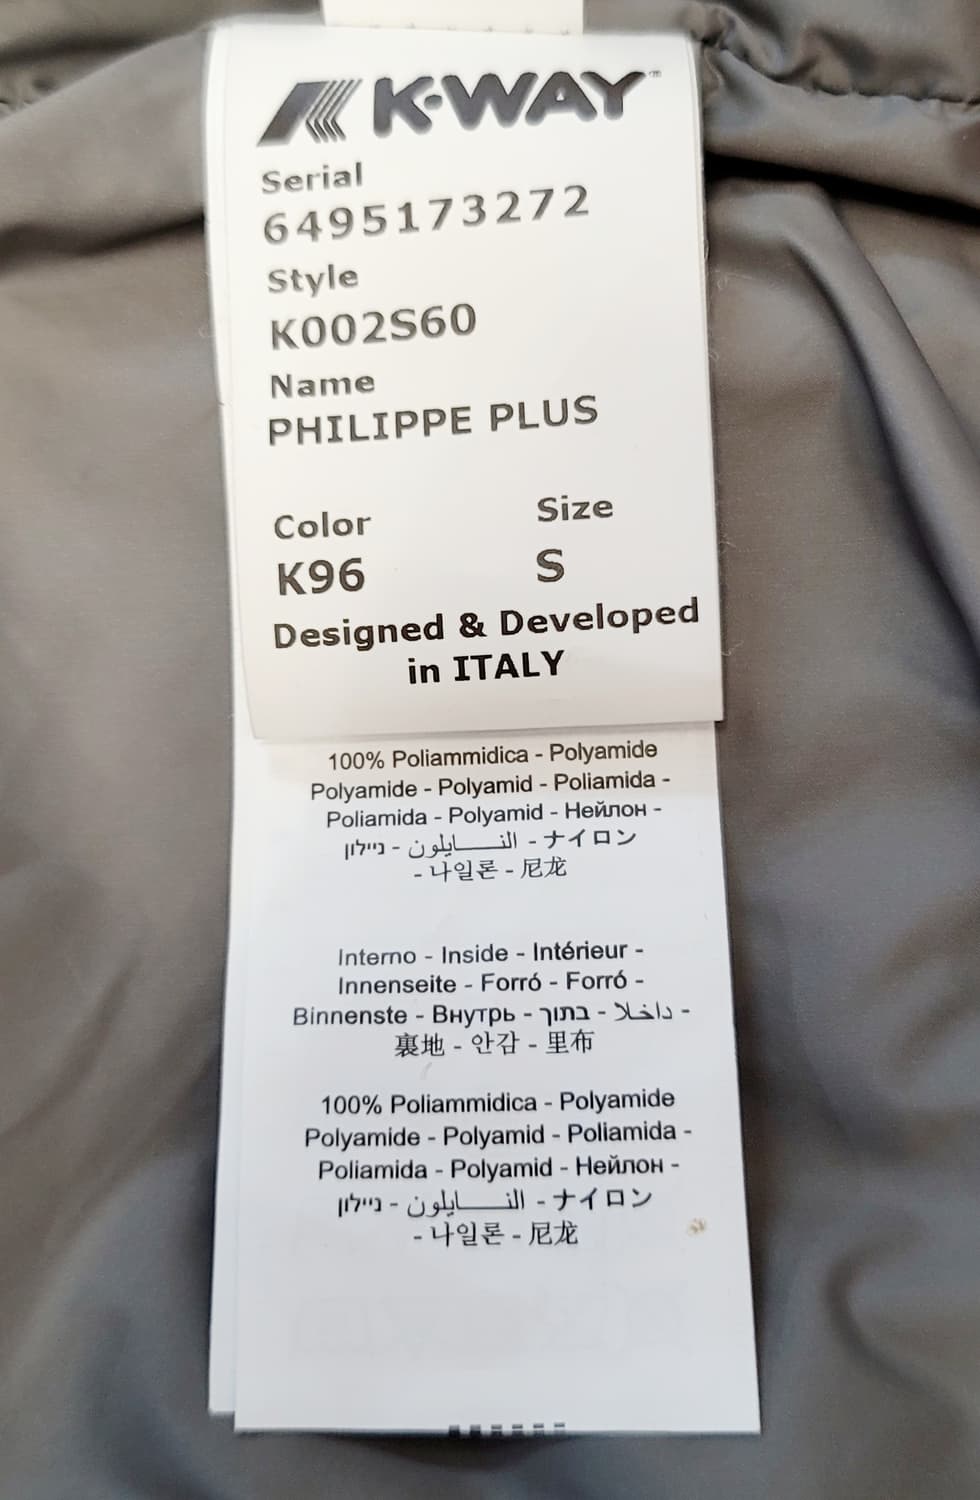 K·WAY™
Serial
6495173272
Style
K002S60
Name
PHILIPPE PLUS
Color Size
K96 S
Designed & Developed
in ITALY
100% Poliammidica - Polyamide
Polyamide - Polyamid - Poliamida -
Poliamida - Polyamid - Нейлон -
ナイロン - النـــايلون - ניילון
- 나일론 - 尼龙
Interno - Inside - Intérieur -
Innenseite - Forró - Forró -
Binnenste - Внутрь - בתוך - داخلا -
裏地 - 안감 - 里布
100% Poliammidica - Polyamide
Polyamide - Polyamid - Poliamida -
Poliamida - Polyamid - Нейлон -
ナイロン - النـــايلون - ניילון
- 나일론 - 尼龙